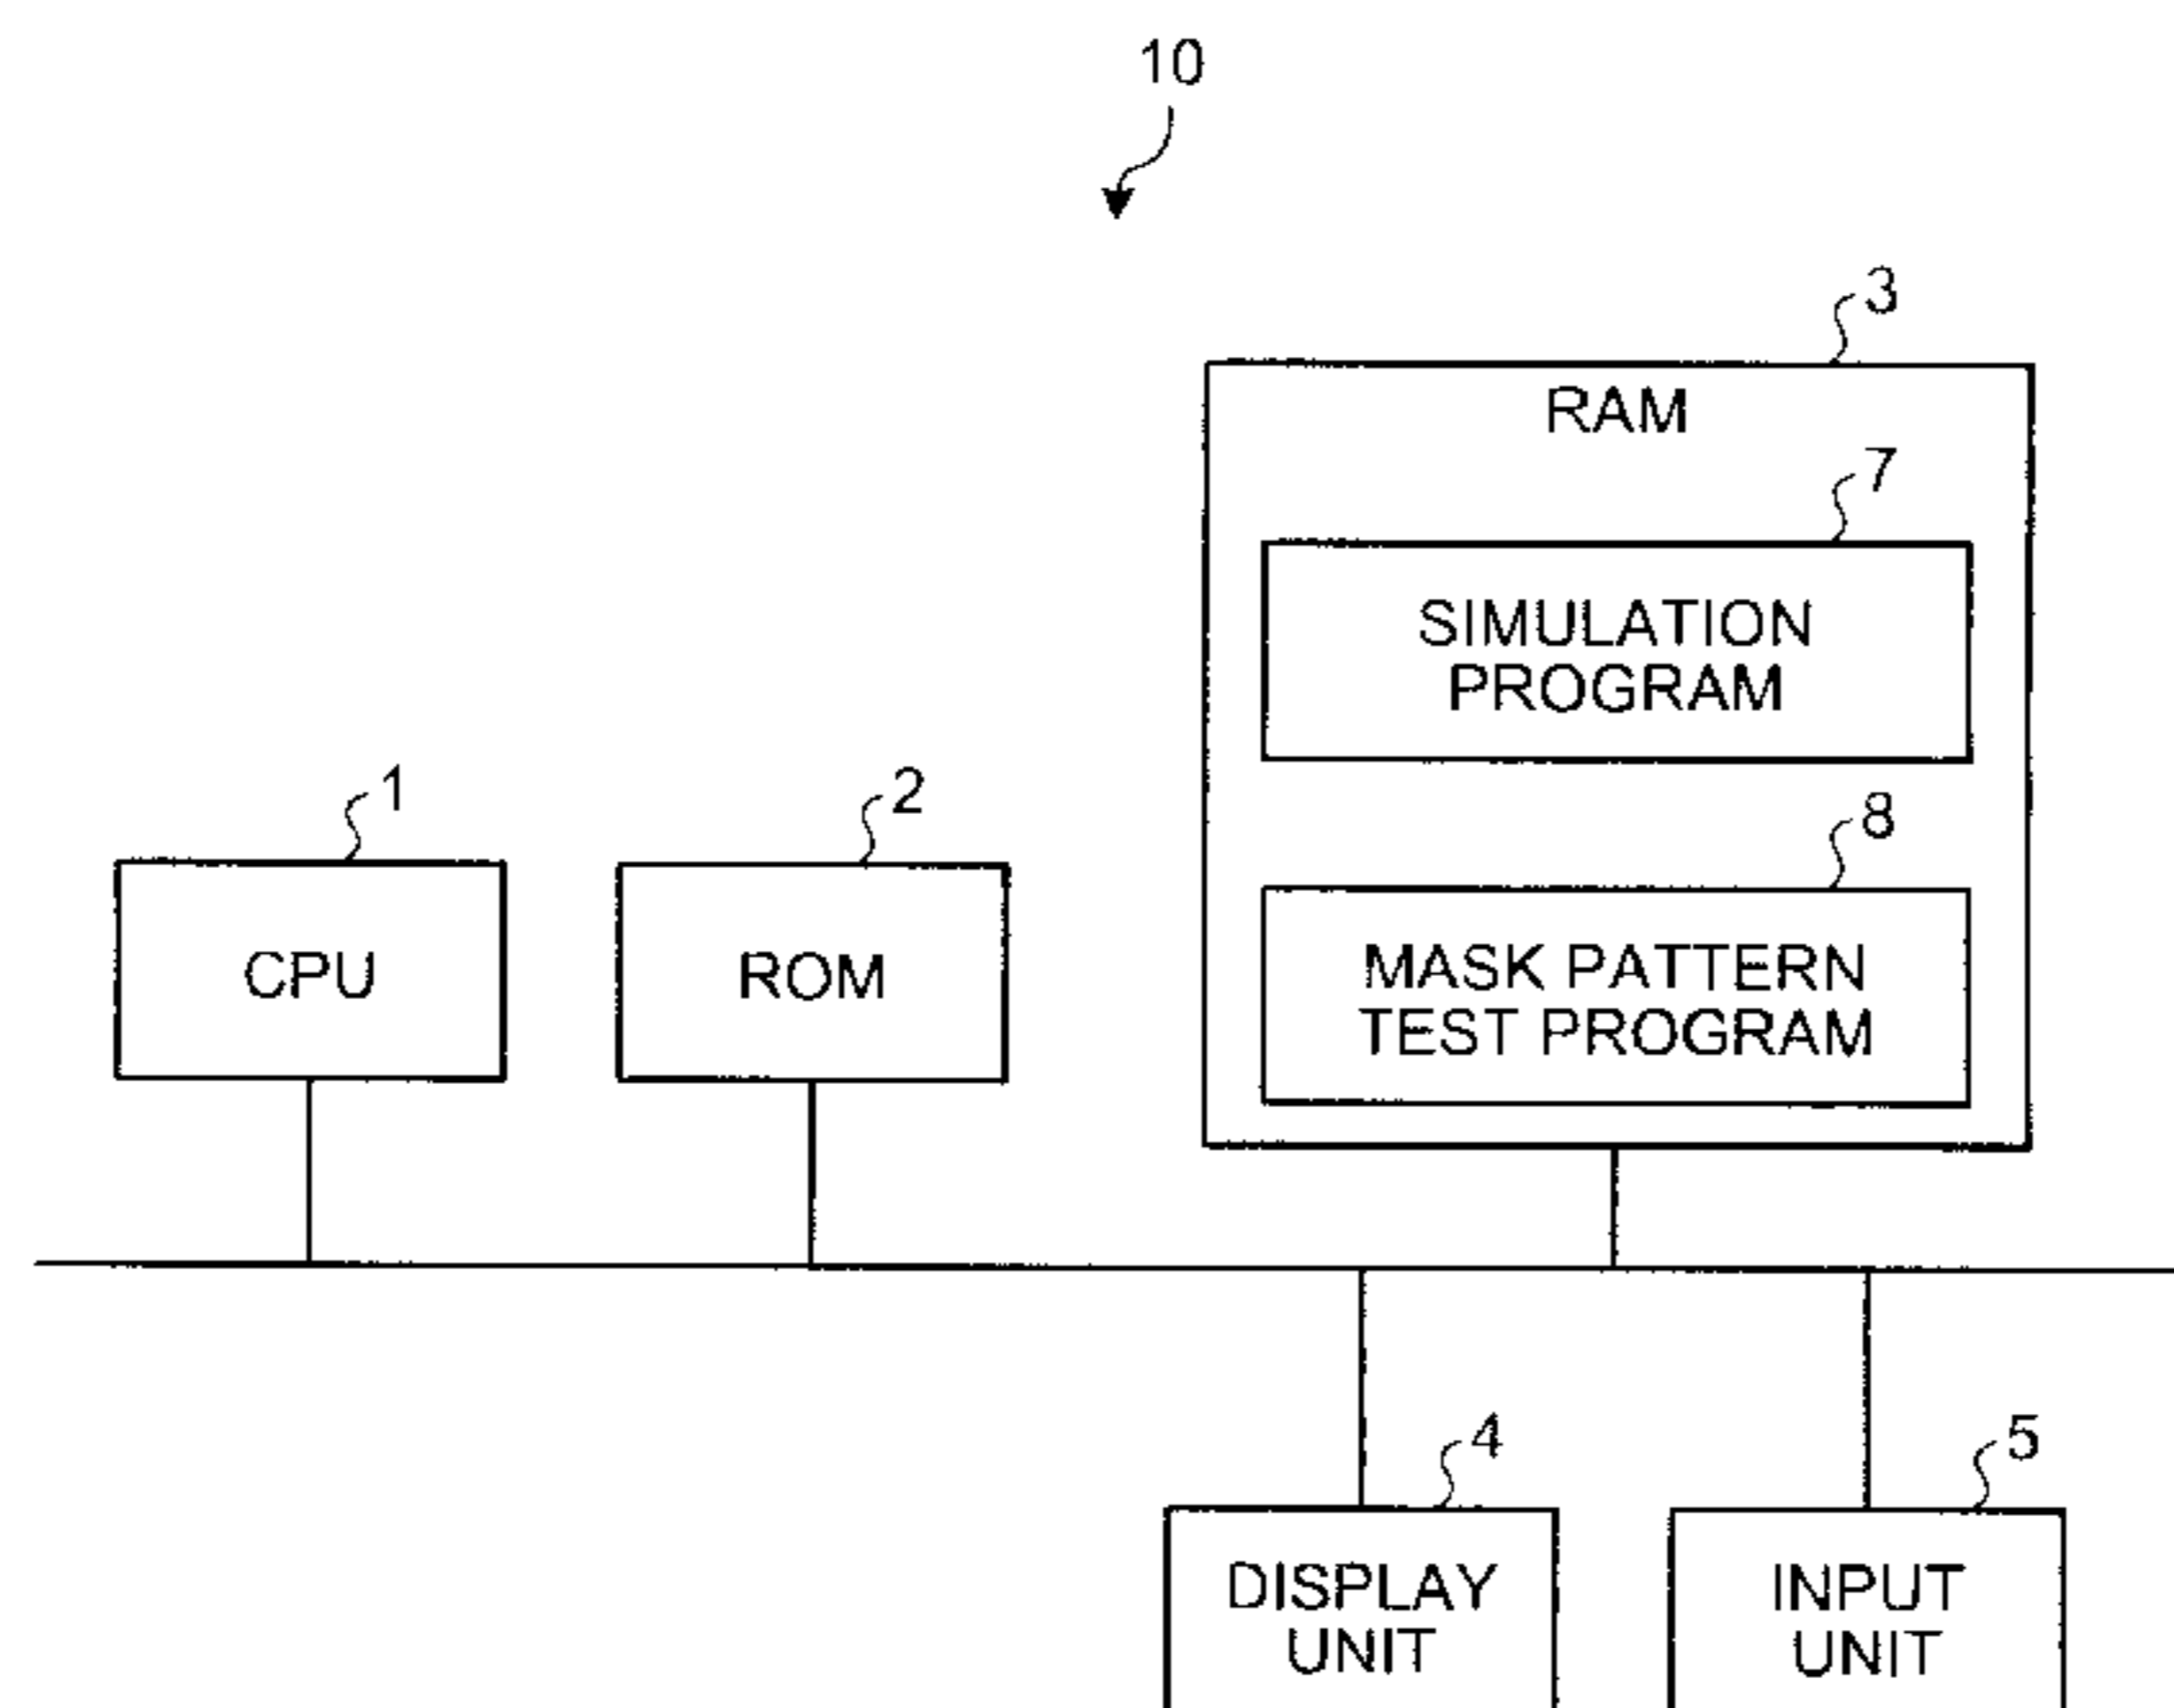 10
3
RAM
7
SIMULATION
PROGRAM
1
2
8
CPU
ROM
MASK PATTERN
TEST PROGRAM
4
5
DISPLAY
UNIT
INPUT
UNIT